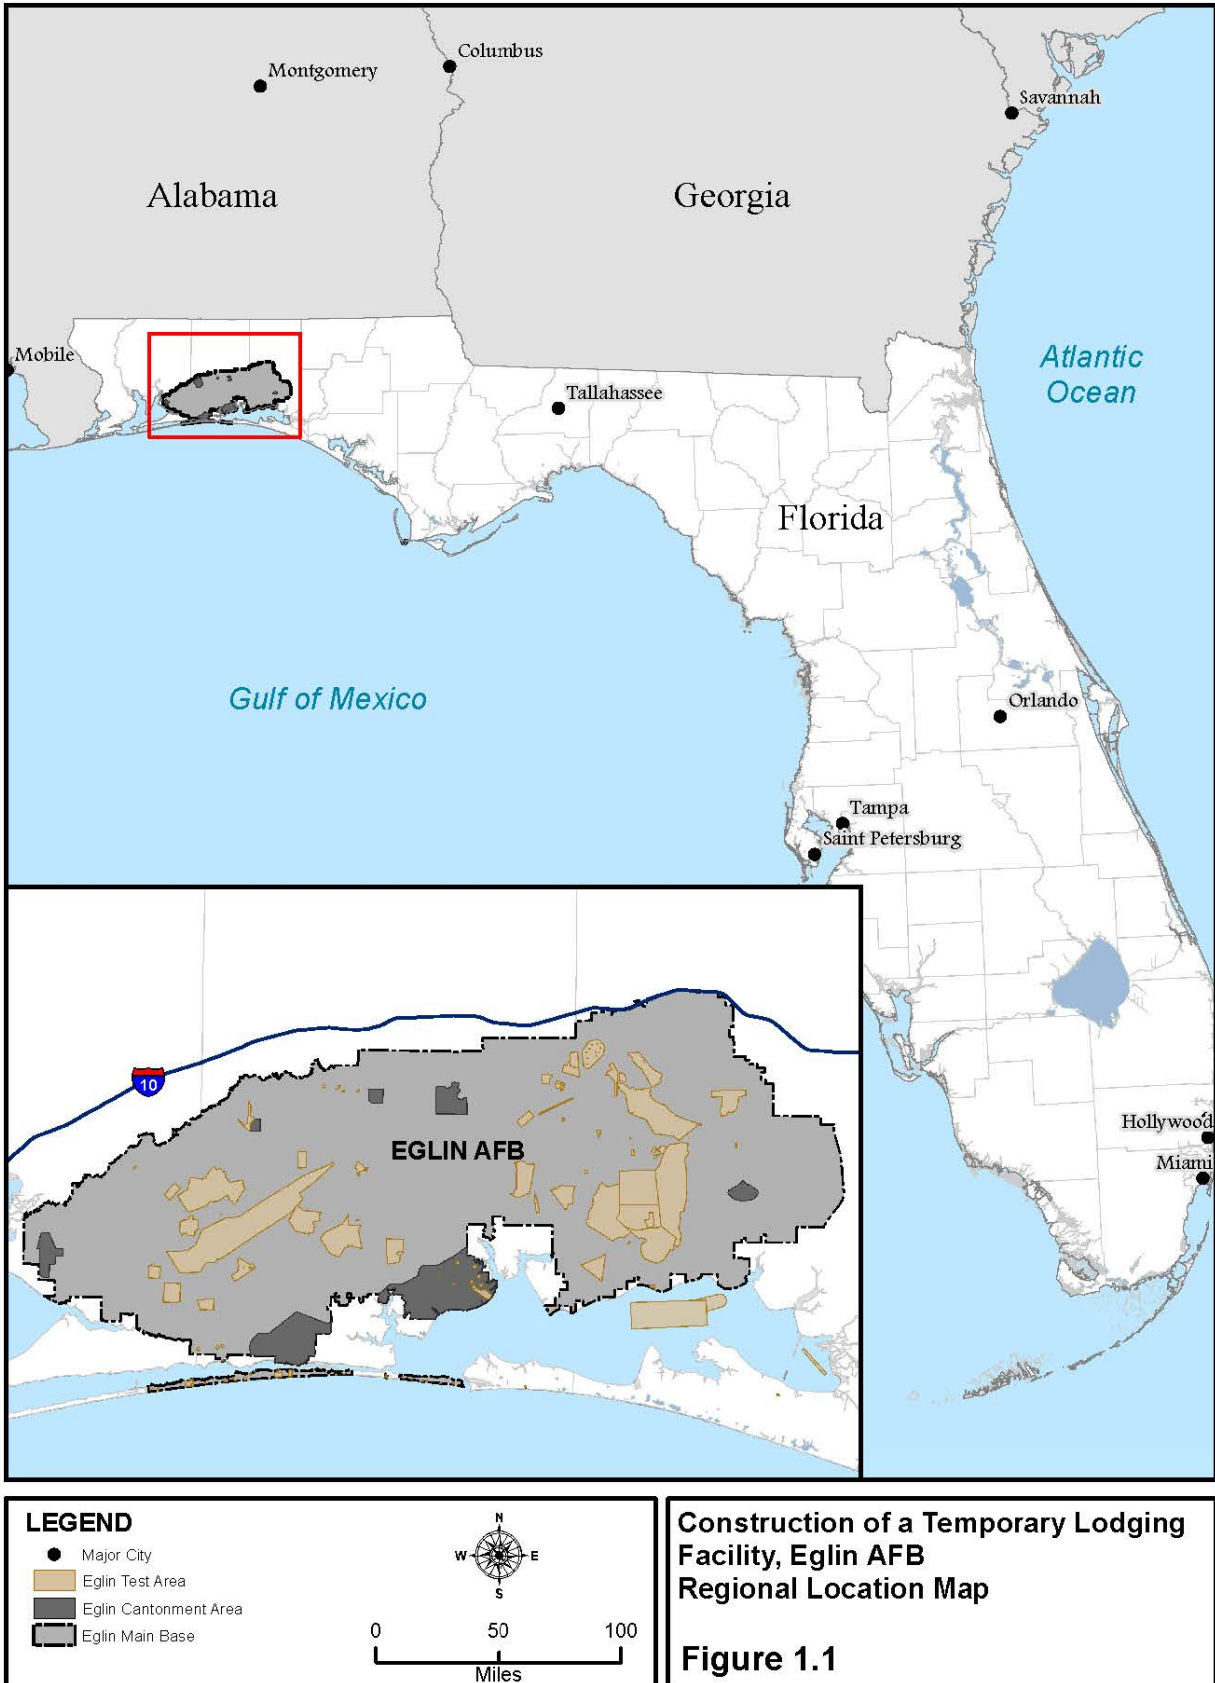 Columbus
Montgomery
Savannah
Alabama
Georgia
Mobile
Atlantic
Ocean
Tallahassee
Florida
Gulf of Mexico
Orlando
Tampa
Saint Petersburg
10
Hollywood
EGLIN AFB
Miami
LEGEND
Major City
Eglin Test Area
Eglin Cantonment Area
Eglin Main Base
N
W E
S
0 50 100
Miles
Construction of a Temporary Lodging
Facility, Eglin AFB
Regional Location Map
Figure 1.1